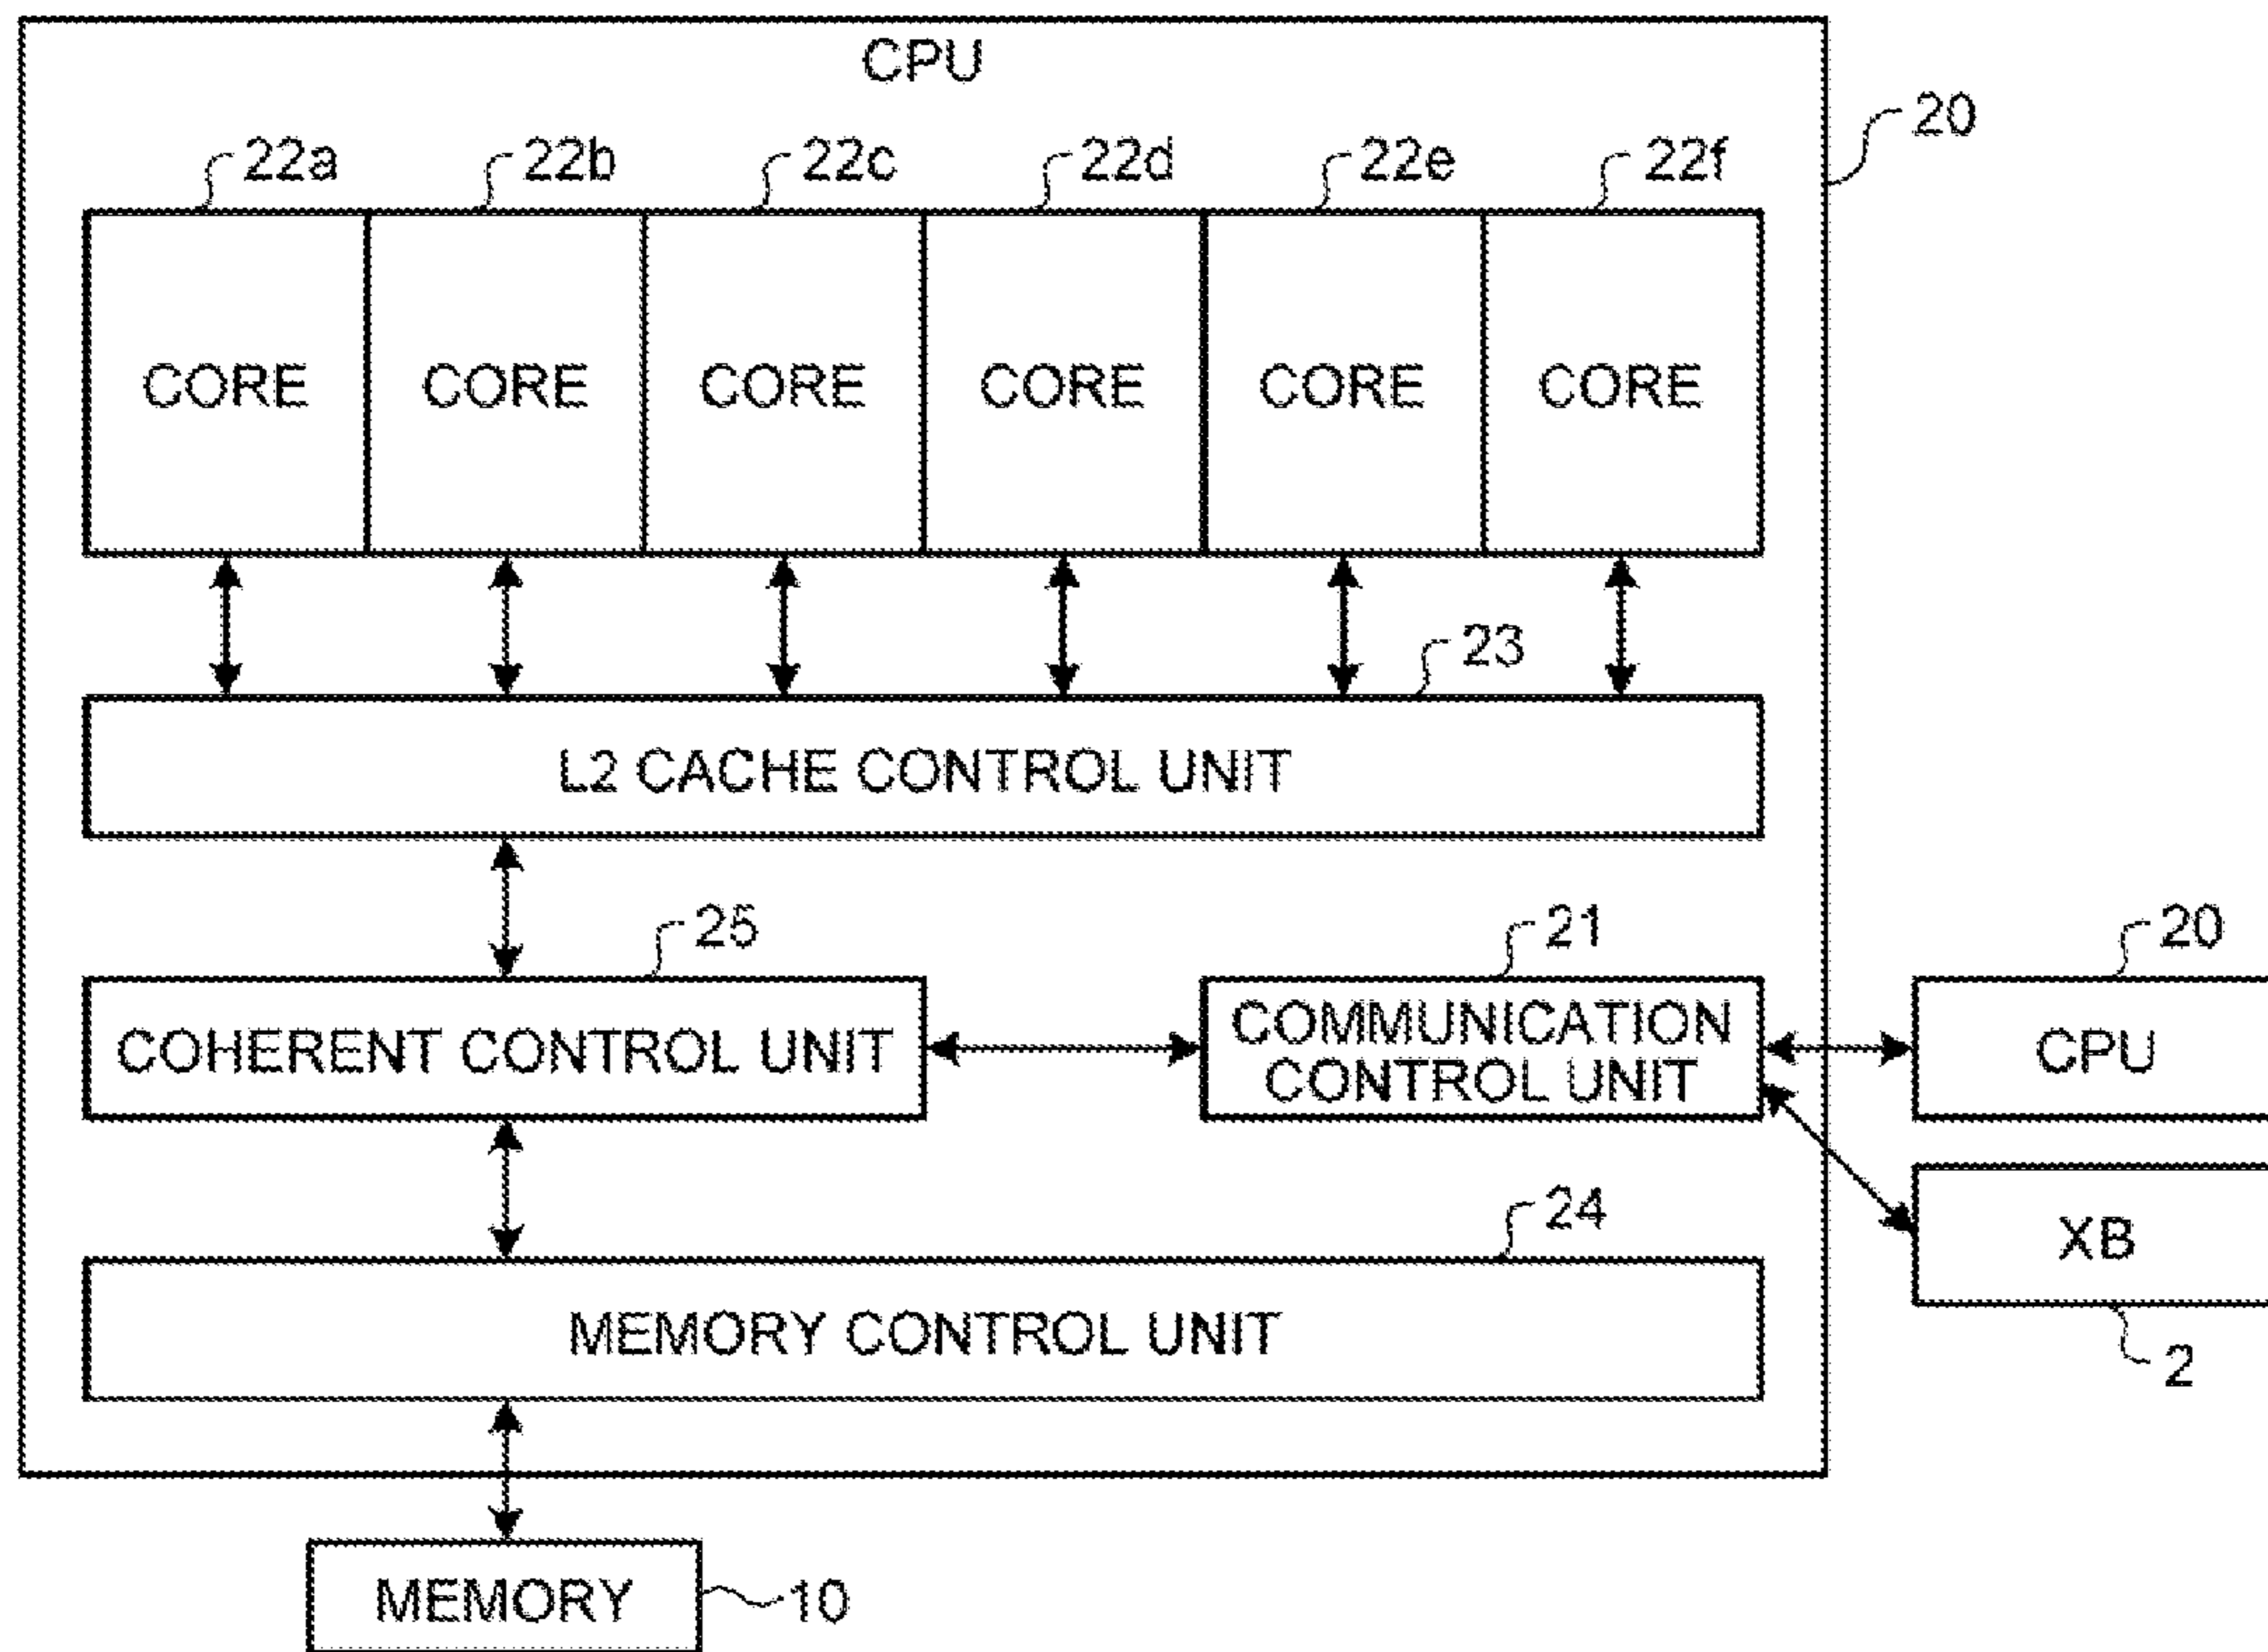 CPU
20
22a 22b 22c 22d 22e 22f
CORE CORE CORE CORE CORE CORE
23
L2 CACHE CONTROL UNIT
25 21 20
COHERENT CONTROL UNIT
COMMUNICATION
CONTROL UNIT
CPU
24
XB
MEMORY CONTROL UNIT
2
MEMORY 10